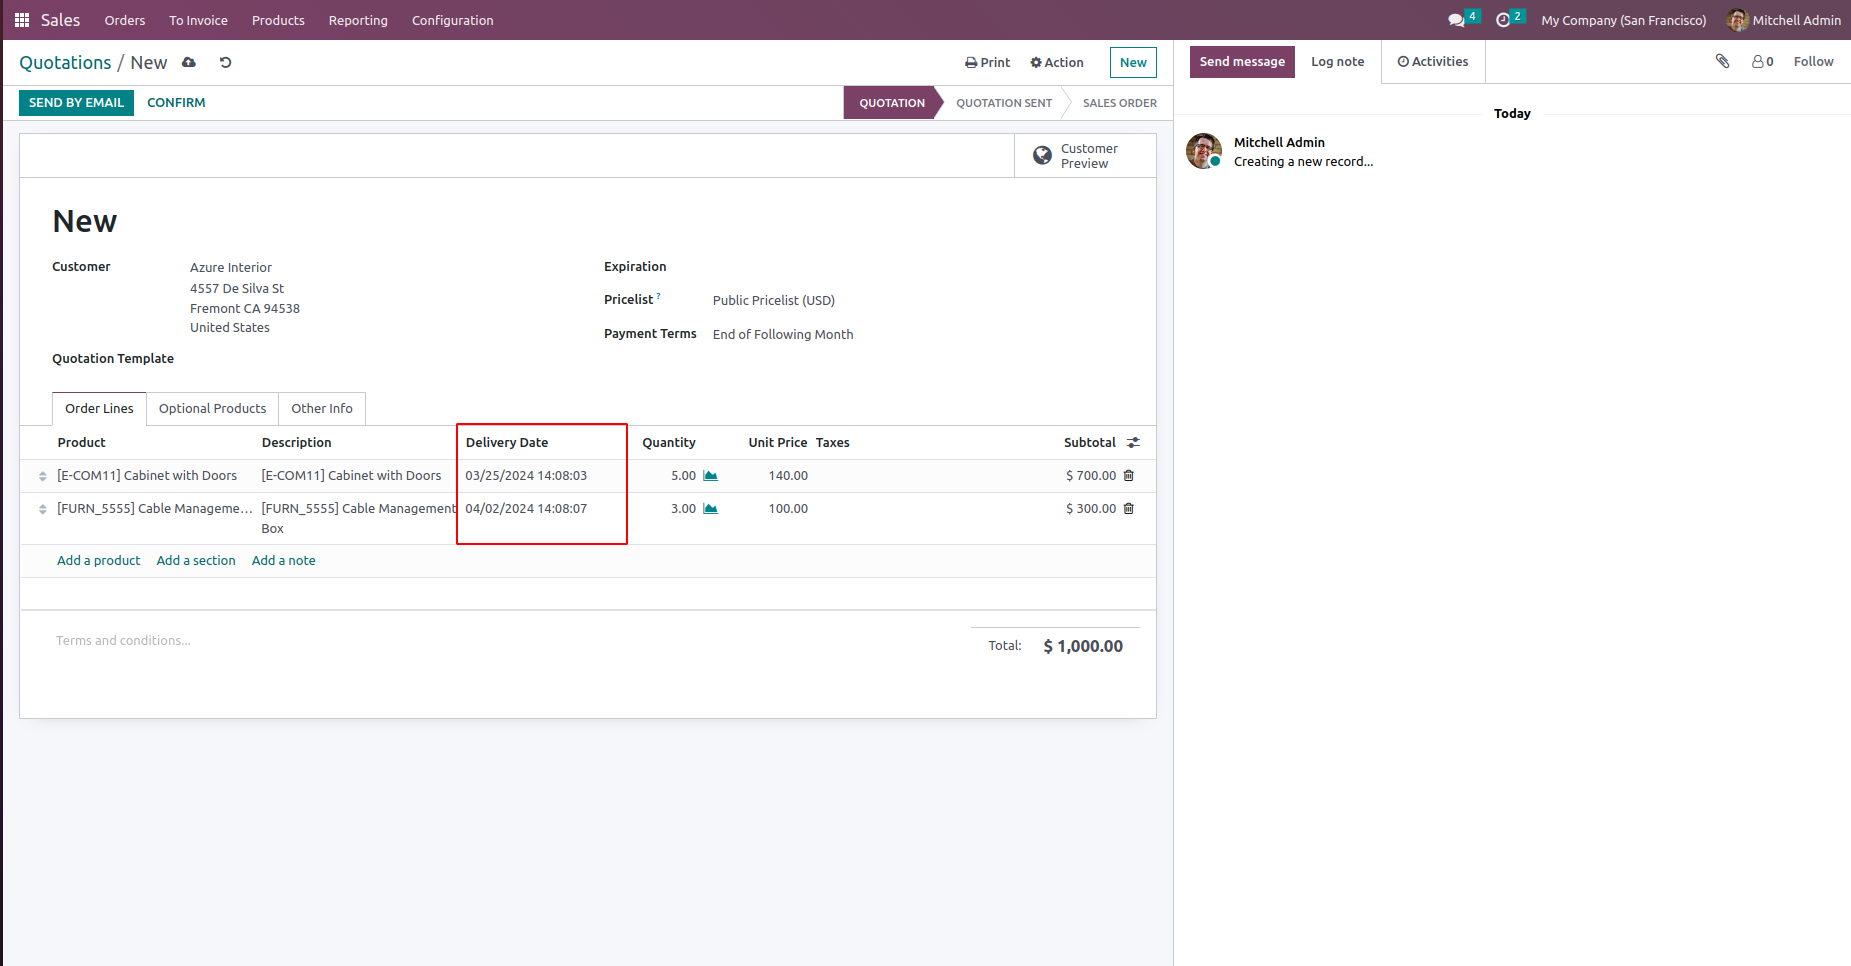 Sales Orders To Invoice Products Reporting Configuration 4 2 My Company (San Francisco) Mitchell Admin
Quotations / New Print Action New
SEND BY EMAIL CONFIRM QUOTATION QUOTATION SENT SALES ORDER
Customer
Preview
New
Customer Azure Interior
4557 De Silva St
Fremont CA 94538
United States
Quotation Template
Expiration
Pricelist ? Public Pricelist (USD)
Payment Terms End of Following Month
Order Lines Optional Products Other Info
Product Description Delivery Date Quantity Unit Price Taxes Subtotal
[E-COM11] Cabinet with Doors [E-COM11] Cabinet with Doors 03/25/2024 14:08:03 5.00 140.00 $ 700.00
[FURN_5555] Cable Manageme... [FURN_5555] Cable Management 04/02/2024 14:08:07 3.00 100.00 $ 300.00
Box
Add a product Add a section Add a note
Terms and conditions...
Total: $ 1,000.00
Send message Log note Activities 0 Follow
Today
Mitchell Admin
Creating a new record...